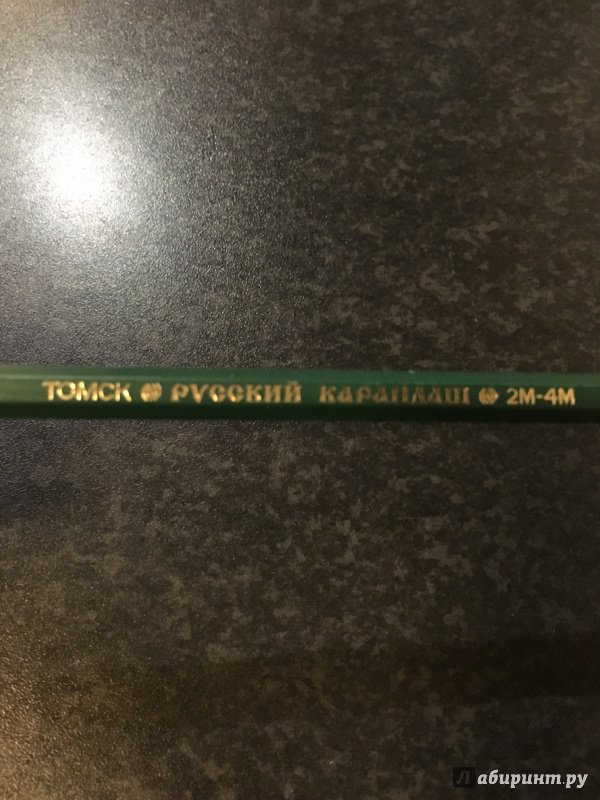 ТОМСК РУССКИЙ КАРАНДАШ 2М-4М
Лабиринт.ру